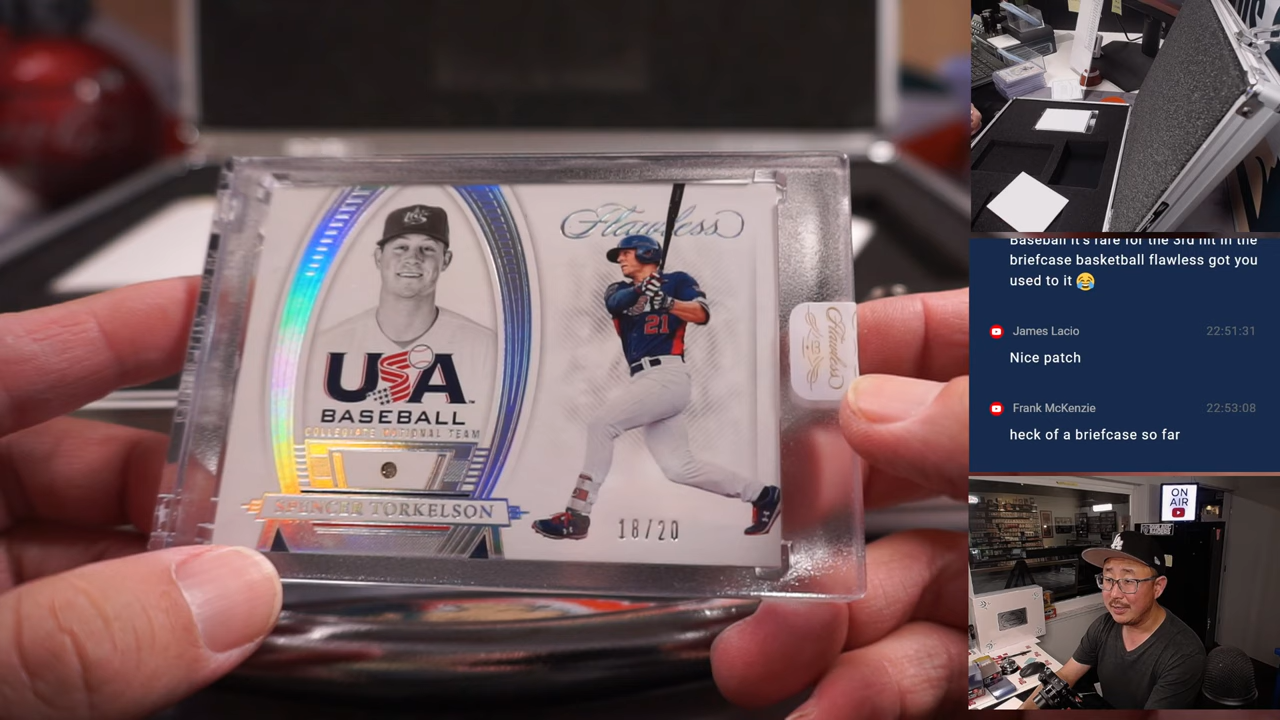 Flawless
USA
BASEBALL
COLLEGIATE NATIONAL TEAM
SPENCER TORKELSON
21
18/20
Flawless
Baseball it's rare for the 3rd hit in the
briefcase basketball flawless got you
used to it 😂
James Lacio 22:51:31
Nice patch
Frank McKenzie 22:53:08
heck of a briefcase so far
ON
AIR
LA